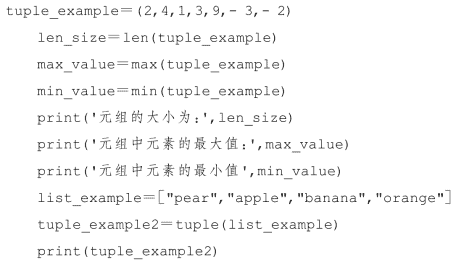 tuple_example=(2,4,1,3,9,-3,-2)
len_size=len(tuple_example)
max_value=max(tuple_example)
min_value=min(tuple_example)
print('元组的大小为:',len_size)
print('元组中元素的最大值:',max_value)
print('元组中元素的最小值',min_value)
list_example=["pear","apple","banana","orange"]
tuple_example2=tuple(list_example)
print(tuple_example2)